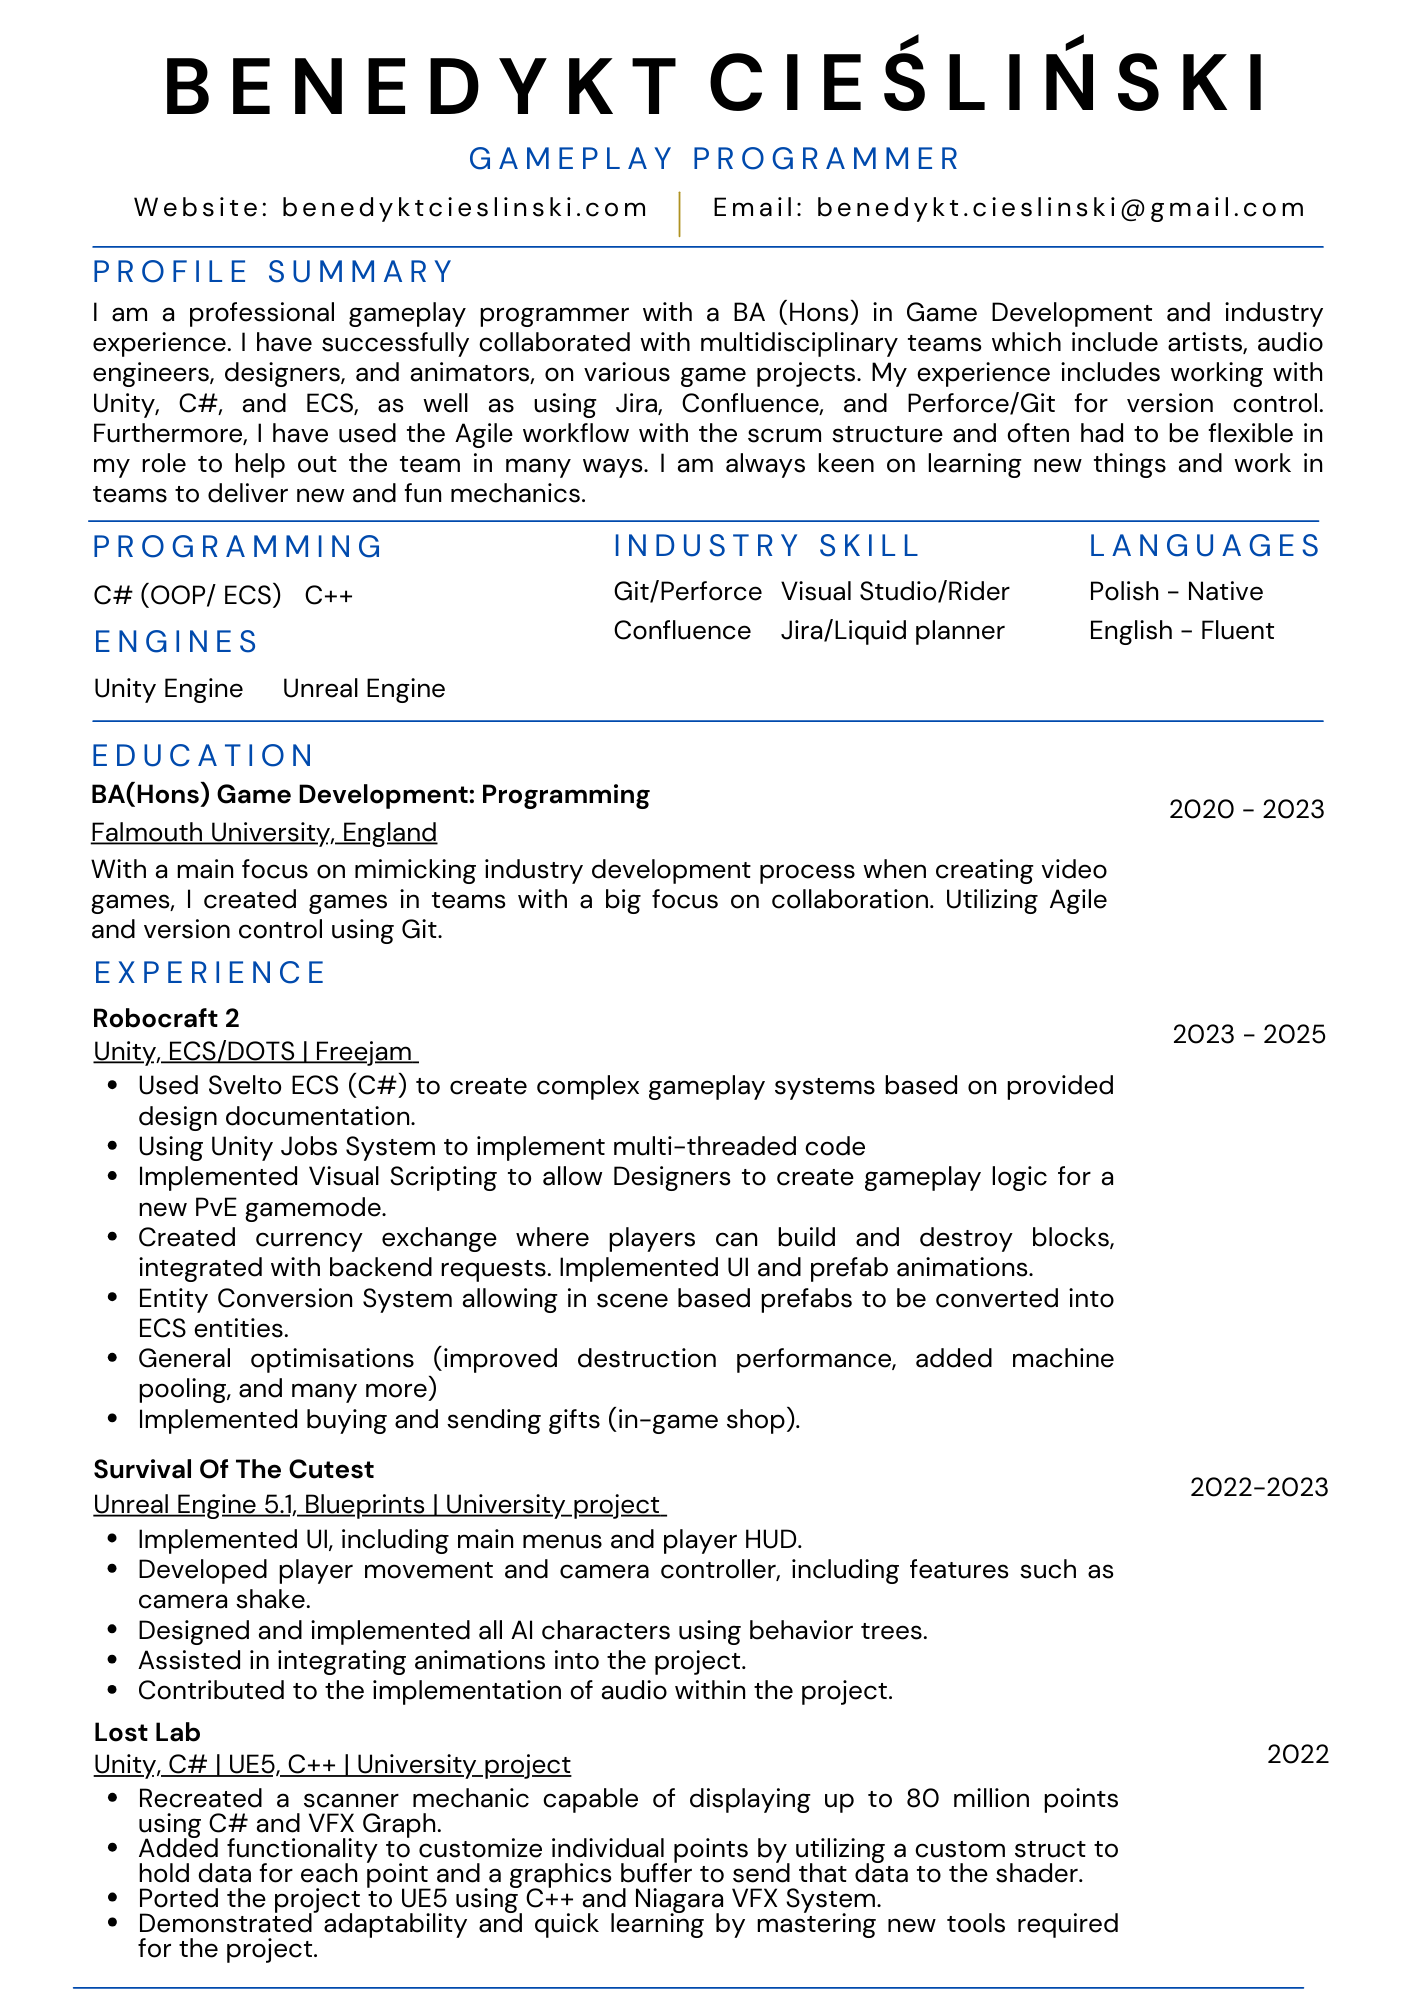 BENEDYKT CIEŚLIŃSKI
GAMEPLAY PROGRAMMER
Website: benedyktcieslinski.com
Email: benedykt.cieslinski@gmail.com
PROFILE SUMMARY
I am a professional gameplay programmer with a BA (Hons) in Game Development and industry
experience. I have successfully collaborated with multidisciplinary teams which include artists, audio
engineers, designers, and animators, on various game projects. My experience includes working with
Unity, C#, and ECS, as well as using Jira, Confluence, and Perforce/Git for version control.
Furthermore, I have used the Agile workflow with the scrum structure and often had to be flexible in
my role to help out the team in many ways. I am always keen on learning new things and work in
teams to deliver new and fun mechanics.
PROGRAMMING
C# (OOP/ ECS) C++
ENGINES
Unity Engine Unreal Engine
INDUSTRY SKILL
Git/Perforce Visual Studio/Rider
Confluence Jira/Liquid planner
LANGUAGES
Polish - Native
English - Fluent
EDUCATION
BA(Hons) Game Development: Programming
2020 - 2023
Falmouth University, England
With a main focus on mimicking industry development process when creating video
games, I created games in teams with a big focus on collaboration. Utilizing Agile
and version control using Git.
EXPERIENCE
Robocraft 2
2023 - 2025
Unity, ECS/DOTS | Freejam
• Used Svelto ECS (C#) to create complex gameplay systems based on provided
design documentation.
• Using Unity Jobs System to implement multi-threaded code
• Implemented Visual Scripting to allow Designers to create gameplay logic for a
new PvE gamemode.
• Created currency exchange where players can build and destroy blocks,
integrated with backend requests. Implemented UI and prefab animations.
• Entity Conversion System allowing in scene based prefabs to be converted into
ECS entities.
• General optimisations (improved destruction performance, added machine
pooling, and many more)
• Implemented buying and sending gifts (in-game shop).
Survival Of The Cutest
2022-2023
Unreal Engine 5.1, Blueprints | University project
• Implemented UI, including main menus and player HUD.
• Developed player movement and camera controller, including features such as
camera shake.
• Designed and implemented all AI characters using behavior trees.
• Assisted in integrating animations into the project.
• Contributed to the implementation of audio within the project.
Lost Lab
2022
Unity, C# | UE5, C++ | University project
• Recreated a scanner mechanic capable of displaying up to 80 million points
using C# and VFX Graph.
• Added functionality to customize individual points by utilizing a custom struct to
hold data for each point and a graphics buffer to send that data to the shader.
• Ported the project to UE5 using C++ and Niagara VFX System.
• Demonstrated adaptability and quick learning by mastering new tools required
for the project.